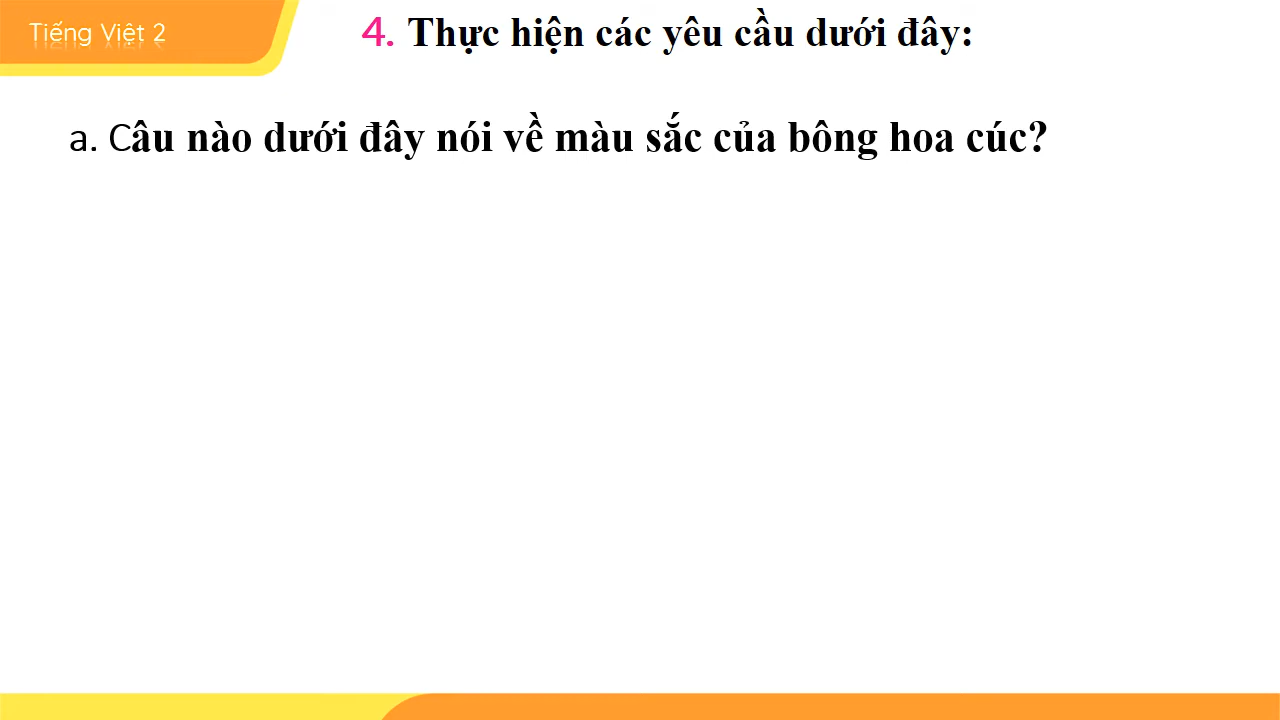 Tiếng Việt 2
4. Thực hiện các yêu cầu dưới đây:
a. Câu nào dưới đây nói về màu sắc của bông hoa cúc?